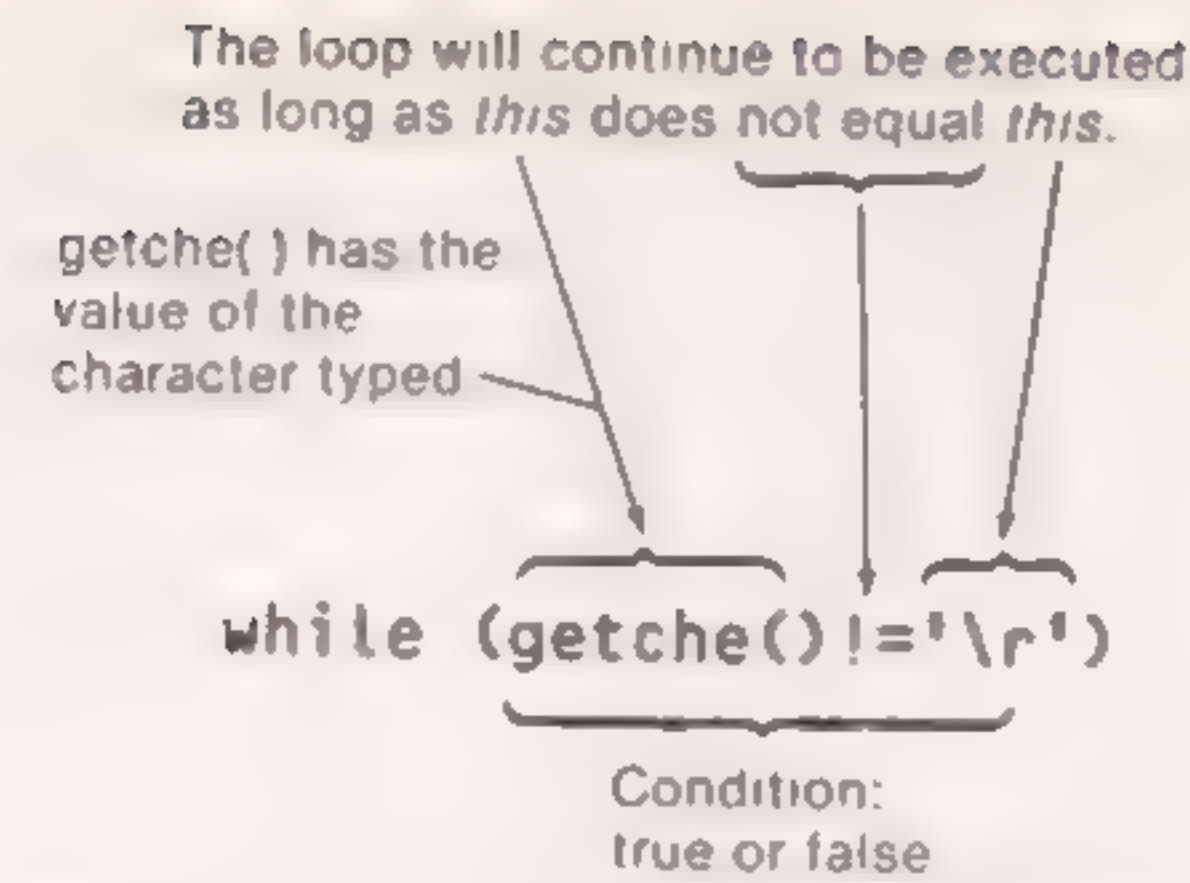 The loop will continue to be executed
as long as this does not equal this.
getche( ) has the
value of the
character typed
while (getche()!='\r')
Condition:
true or false